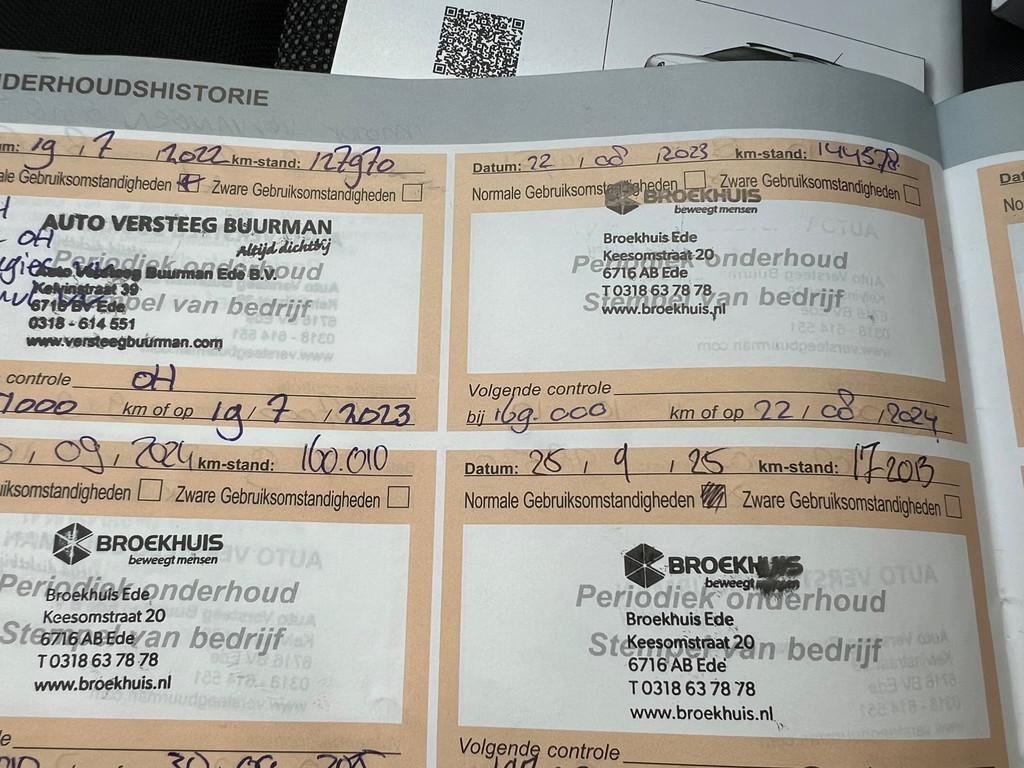 ONDERHOUDSHISTORIE
19 / 7 2022 km-stand: 127970
Gebruiksomstandigheden Zware Gebruiksomstandigheden
AUTO VERSTEEG BUURMAN
Altijd dichtbij
OH
Periodiek onderhoud
Auto Versteeg Buurman Ede B.V.
Kelvinstraat 39
Stempel van bedrijf
6716 BV Ede
0318 - 614 551
www.versteegbuurman.com
controle OH
km of op 19 / 7 / 2023
Datum: 22 / 08 2023 km-stand: 144578
Normale Gebruiksomstandigheden Zware Gebruiksomstandigheden
BROEKHUIS
beweegt mensen
Broekhuis Ede
Keesomstraat 20
Periodiek onderhoud
6716 AB Ede
T 0318 63 78 78
Stempel van bedrijf
www.broekhuis.nl
Volgende controle
bij 169.000 km of op 22 / 08 / 2024
/ 09 / 2024 km-stand: 160.010
Zware Gebruiksomstandigheden
BROEKHUIS
beweegt mensen
Periodiek onderhoud
Broekhuis Ede
Keesomstraat 20
Stempel van bedrijf
6716 AB Ede
T 0318 63 78 78
www.broekhuis.nl
Datum: 25 / 9 / 25 km-stand: 172013
Normale Gebruiksomstandigheden Zware Gebruiksomstandigheden
BROEKHUIS
beweegt mensen
Periodiek onderhoud
Broekhuis Ede
Keesomstraat 20
Stempel van bedrijf
6716 AB Ede
T 0318 63 78 78
www.broekhuis.nl
Volgende controle